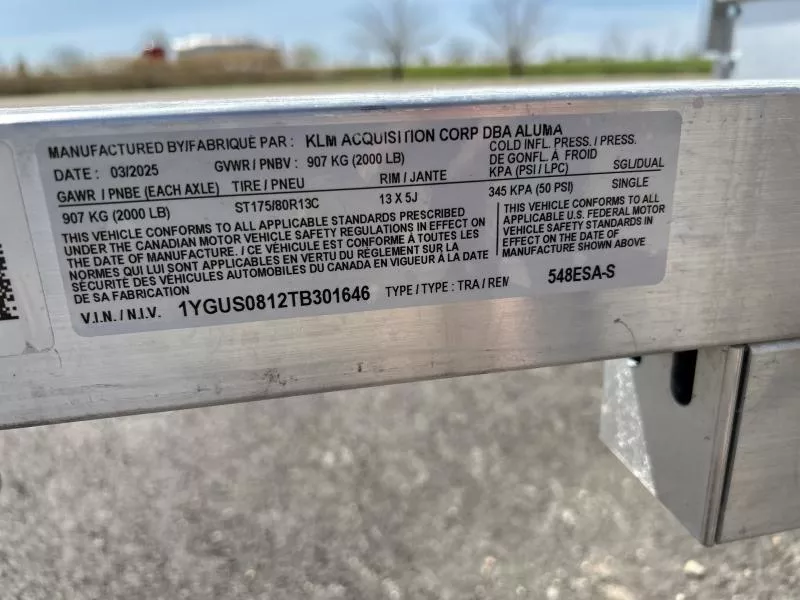 MANUFACTURED BY/FABRIQUÉ PAR : KLM ACQUISITION CORP DBA ALUMA
DATE : 03/2025 GVWR / PNBV : 907 KG (2000 LB) COLD INFL. PRESS. / PRESS.
DE GONFL. À FROID
GAWR / PNBE (EACH AXLE) TIRE / PNEU RIM / JANTE KPA (PSI / LPC) SGL/DUAL
907 KG (2000 LB) ST175/80R13C 13 X 5J 345 KPA (50 PSI) SINGLE
THIS VEHICLE CONFORMS TO ALL APPLICABLE STANDARDS PRESCRIBED
UNDER THE CANADIAN MOTOR VEHICLE SAFETY REGULATIONS IN EFFECT ON
THE DATE OF MANUFACTURE. / CE VÉHICULE EST CONFORME À TOUTES LES
NORMES QUI LUI SONT APPLICABLES EN VERTU DU RÈGLEMENT SUR LA
SÉCURITÉ DES VÉHICULES AUTOMOBILES DU CANADA EN VIGUEUR À LA DATE
DE SA FABRICATION
THIS VEHICLE CONFORMS TO ALL
APPLICABLE U.S. FEDERAL MOTOR
VEHICLE SAFETY STANDARDS IN
EFFECT ON THE DATE OF
MANUFACTURE SHOWN ABOVE
V.I.N. / N.I.V. 1YGUS0812TB301646 TYPE / TYPE : TRA / REM 548ESA-S